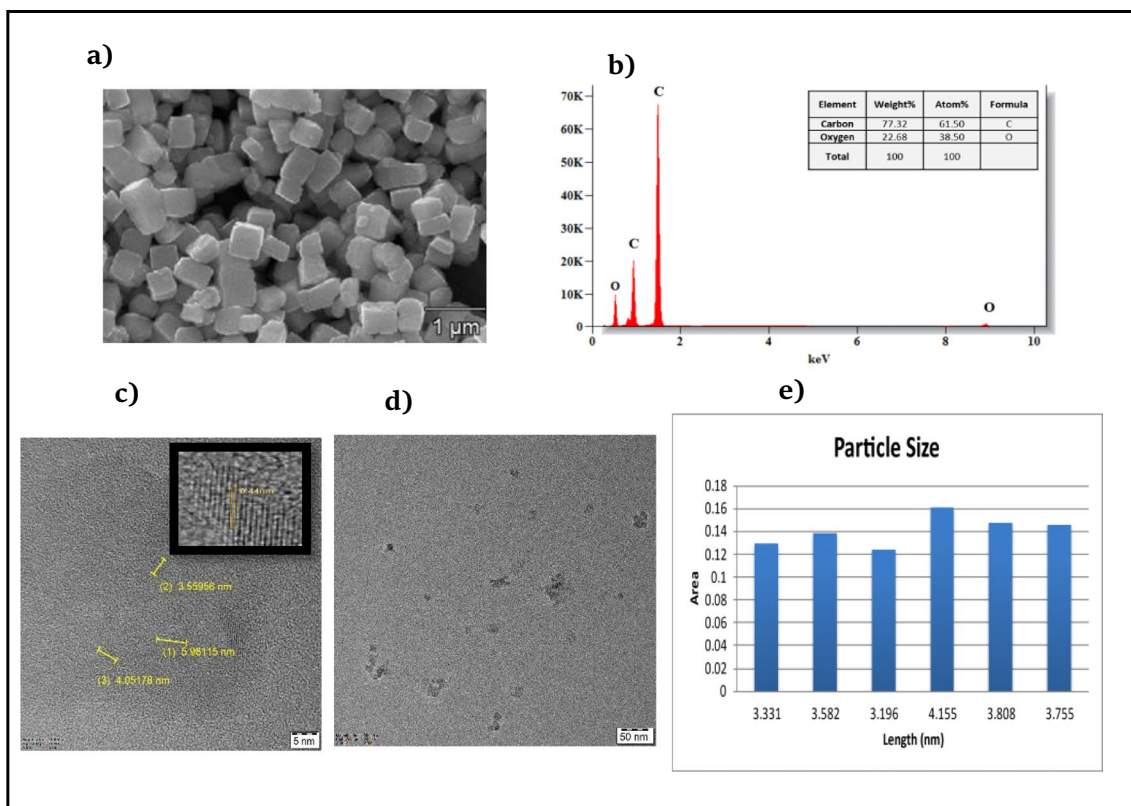 a)
1 µm
b)
70K
60K
50K
40K
30K
20K
10K
0
C
C
O
O
0 2 4 6 8 10
keV
Element Weight% Atom% Formula
Carbon 77.32 61.50 C
Oxygen 22.68 38.50 O
Total 100 100
c)
0.44nm
(2) 3.55956 nm
(1) 5.98115 nm
(3) 4.05178 nm
5 nm
d)
50 nm
e)
Particle Size
0.18
0.16
0.14
0.12
0.1
0.08
0.06
0.04
0.02
0
Area
3.331 3.582 3.196 4.155 3.808 3.755
Length (nm)